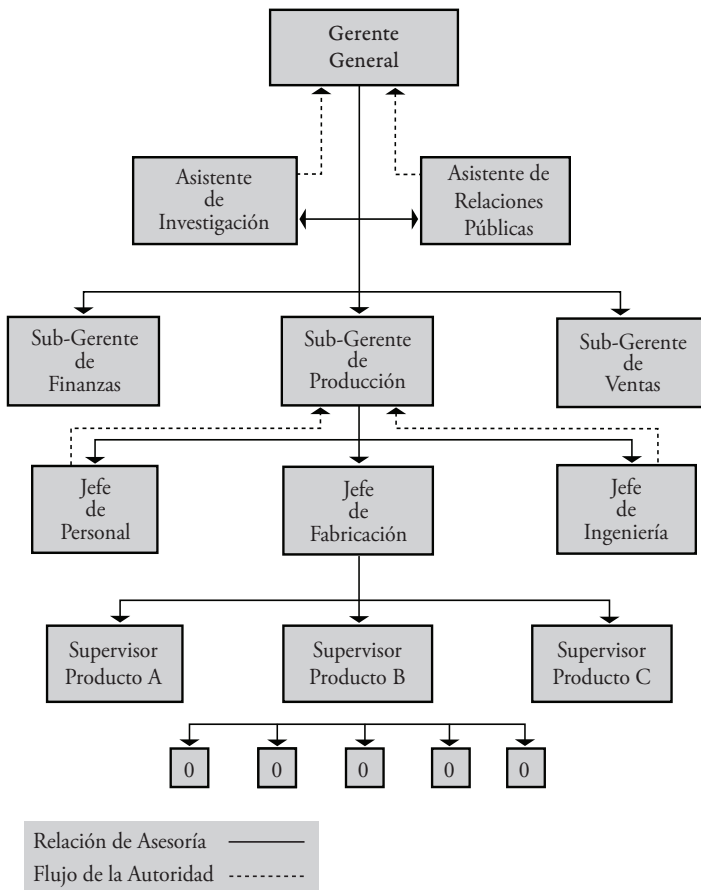 Gerente
General
Asistente
de
Investigación
Asistente de
Relaciones
Públicas
Sub-Gerente
de
Finanzas
Sub-Gerente
de
Producción
Sub-Gerente
de
Ventas
Jefe
de
Personal
Jefe
de
Fabricación
Jefe
de
Ingeniería
Supervisor
Producto A
Supervisor
Producto B
Supervisor
Producto C
0 0 0 0 0
Relación de Asesoría
Flujo de la Autoridad